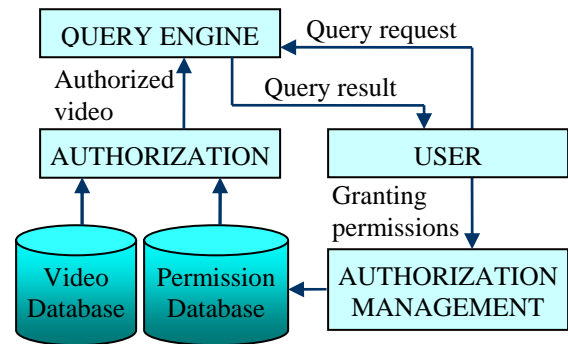 QUERY ENGINE
Query request
Authorized
video
Query result
AUTHORIZATION
USER
Granting
permissions
Video
Database
Permission
Database
AUTHORIZATION
MANAGEMENT